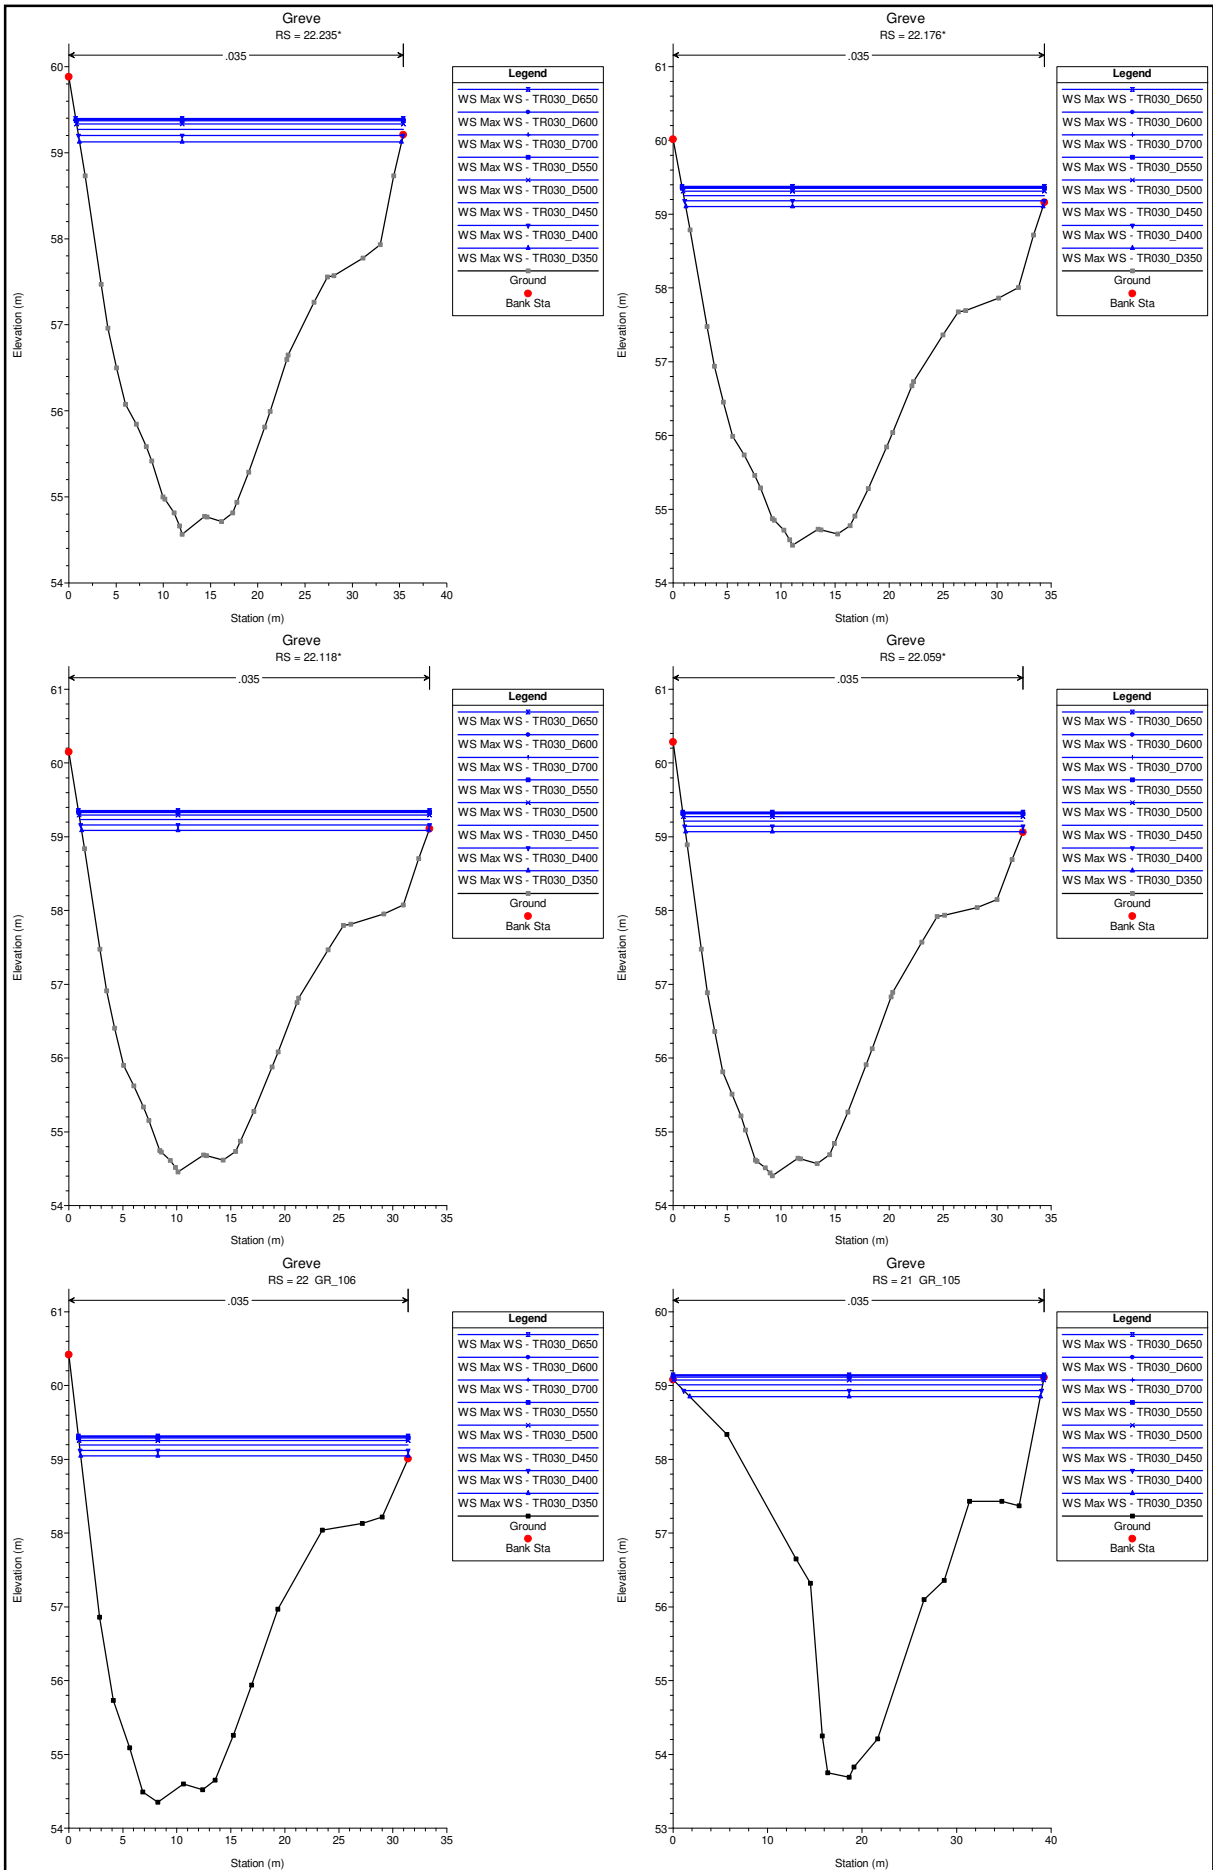 Greve
RS = 22.235*
.035
60
59
58
57
56
55
54
0 5 10 15 20 25 30 35 40
Elevation (m)
Station (m)
Legend
WS Max WS - TR030_D650
WS Max WS - TR030_D600
WS Max WS - TR030_D700
WS Max WS - TR030_D550
WS Max WS - TR030_D500
WS Max WS - TR030_D450
WS Max WS - TR030_D400
WS Max WS - TR030_D350
Ground
Bank Sta
Greve
RS = 22.176*
.035
61
60
59
58
57
56
55
54
0 5 10 15 20 25 30 35
Elevation (m)
Station (m)
Legend
WS Max WS - TR030_D650
WS Max WS - TR030_D600
WS Max WS - TR030_D700
WS Max WS - TR030_D550
WS Max WS - TR030_D500
WS Max WS - TR030_D450
WS Max WS - TR030_D400
WS Max WS - TR030_D350
Ground
Bank Sta
Greve
RS = 22.118*
.035
61
60
59
58
57
56
55
54
0 5 10 15 20 25 30 35
Elevation (m)
Station (m)
Legend
WS Max WS - TR030_D650
WS Max WS - TR030_D600
WS Max WS - TR030_D700
WS Max WS - TR030_D550
WS Max WS - TR030_D500
WS Max WS - TR030_D450
WS Max WS - TR030_D400
WS Max WS - TR030_D350
Ground
Bank Sta
Greve
RS = 22.059*
.035
61
60
59
58
57
56
55
54
0 5 10 15 20 25 30 35
Elevation (m)
Station (m)
Legend
WS Max WS - TR030_D650
WS Max WS - TR030_D600
WS Max WS - TR030_D700
WS Max WS - TR030_D550
WS Max WS - TR030_D500
WS Max WS - TR030_D450
WS Max WS - TR030_D400
WS Max WS - TR030_D350
Ground
Bank Sta
Greve
RS = 22 GR_106
.035
61
60
59
58
57
56
55
54
0 5 10 15 20 25 30 35
Elevation (m)
Station (m)
Legend
WS Max WS - TR030_D650
WS Max WS - TR030_D600
WS Max WS - TR030_D700
WS Max WS - TR030_D550
WS Max WS - TR030_D500
WS Max WS - TR030_D450
WS Max WS - TR030_D400
WS Max WS - TR030_D350
Ground
Bank Sta
Greve
RS = 21 GR_105
.035
60
59
58
57
56
55
54
53
0 10 20 30 40
Elevation (m)
Station (m)
Legend
WS Max WS - TR030_D650
WS Max WS - TR030_D600
WS Max WS - TR030_D700
WS Max WS - TR030_D550
WS Max WS - TR030_D500
WS Max WS - TR030_D450
WS Max WS - TR030_D400
WS Max WS - TR030_D350
Ground
Bank Sta